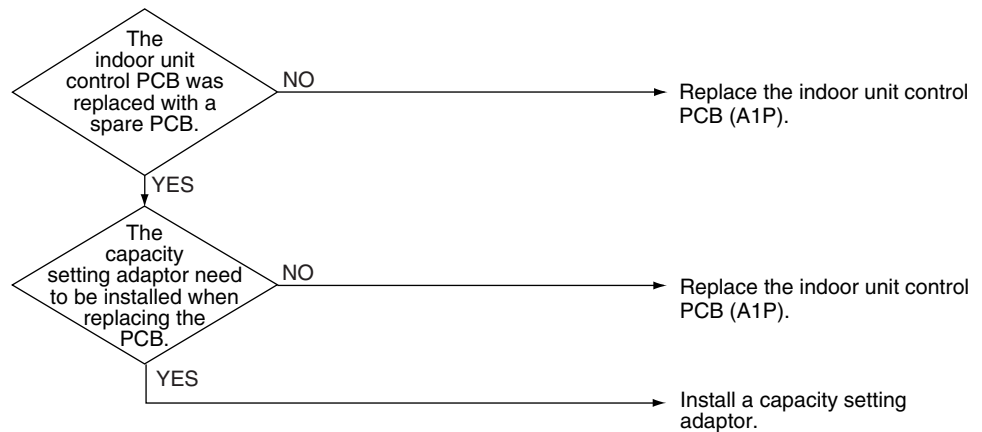 The
indoor unit
control PCB was
replaced with a
spare PCB.
NO
Replace the indoor unit control
PCB (A1P).
YES
The
capacity
setting adaptor need
to be installed when
replacing the
PCB.
NO
Replace the indoor unit control
PCB (A1P).
YES
Install a capacity setting
adaptor.